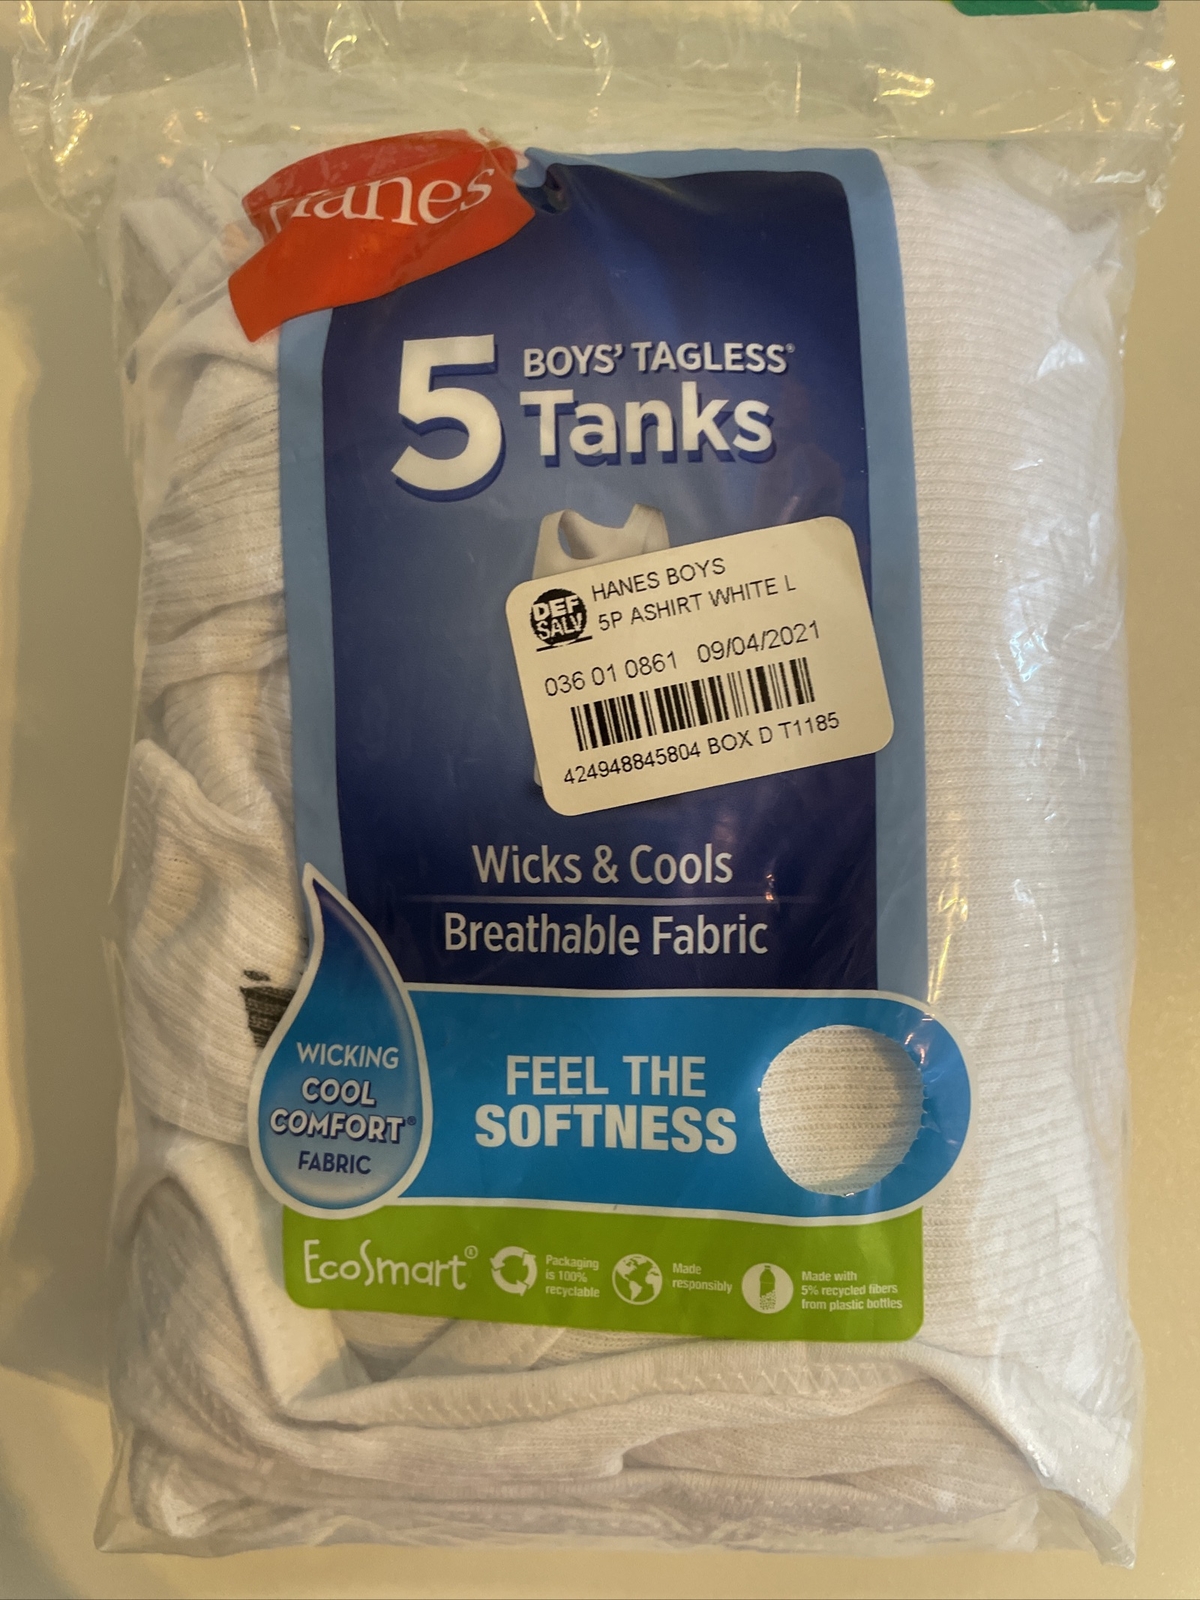 Hanes
5
BOYS' TAGLESS®
Tanks
DEF
SALV
HANES BOYS
5P ASHIRT WHITE L
036 01 0861 09/04/2021
424948845804 BOX D T1185
Wicks & Cools
Breathable Fabric
WICKING
COOL
COMFORT®
FABRIC
FEEL THE
SOFTNESS
EcoSmart®
Packaging
is 100%
recyclable
Made
responsibly
Made with
5% recycled fibers
from plastic bottles